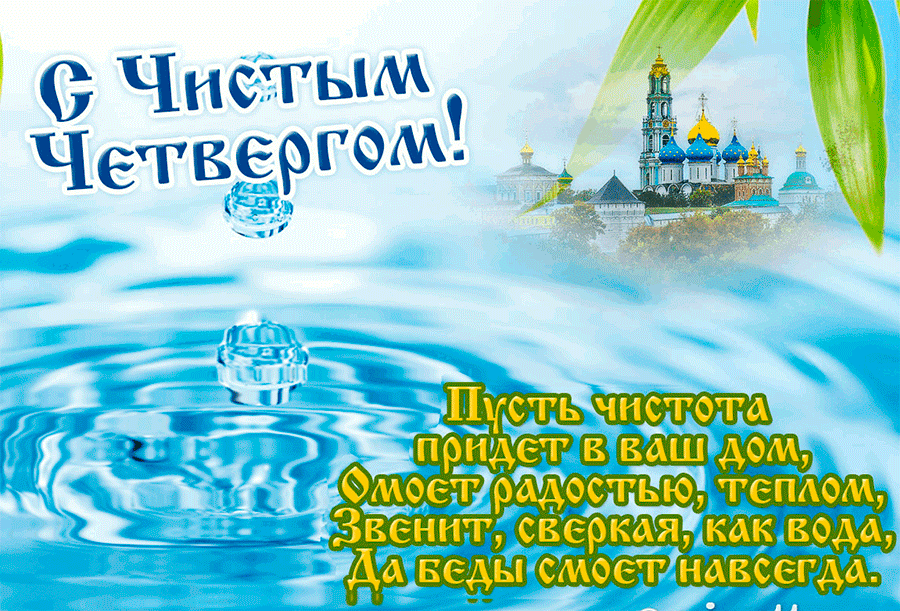 С Чистым
Четвергом!
Пусть чистота
придет в ваш дом,
Омоет радостью, теплом,
Звенит, сверкая, как вода,
Да беды смоет навсегда.